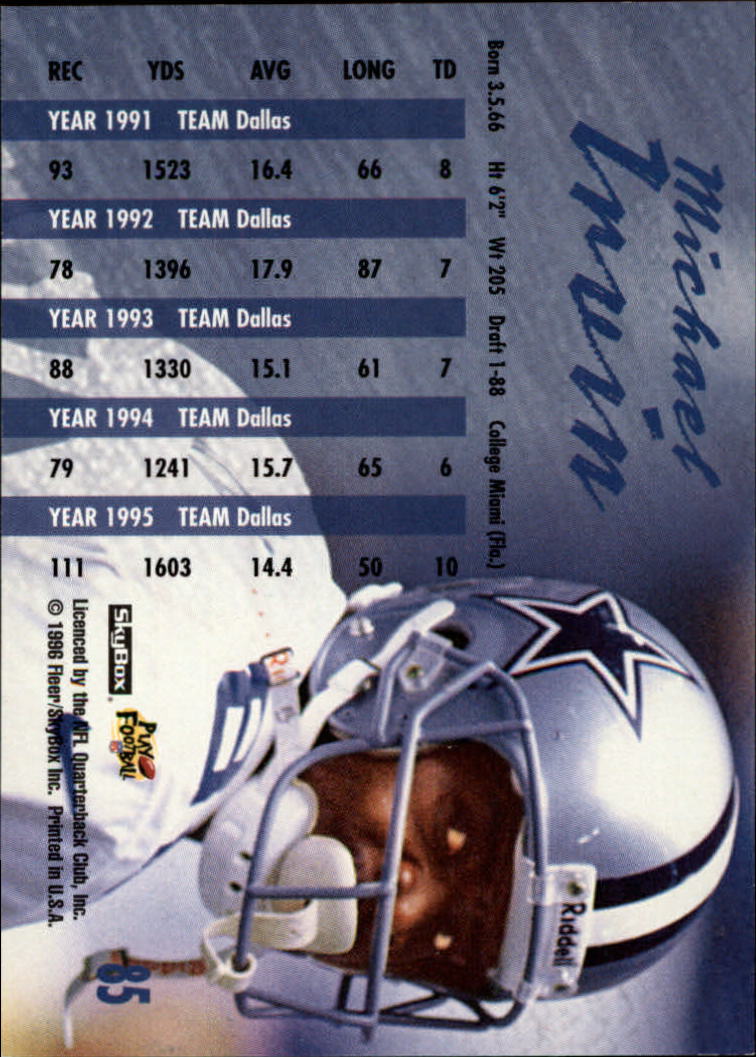 Michael
Irvin
Born 3.5.66 Ht 6'2" Wt 205 Draft 1-88 College Miami (Fla.)
REC YDS AVG LONG TD
YEAR 1991 TEAM Dallas
93 1523 16.4 66 8
YEAR 1992 TEAM Dallas
78 1396 17.9 87 7
YEAR 1993 TEAM Dallas
88 1330 15.1 61 7
YEAR 1994 TEAM Dallas
79 1241 15.7 65 6
YEAR 1995 TEAM Dallas
111 1603 14.4 50 10
Riddell
SkyBox
PLAY
FOOTBALL
Licenced by the NFL Quarterback Club, Inc.
© 1996 Fleer/SkyBox Inc. Printed in U.S.A.
85